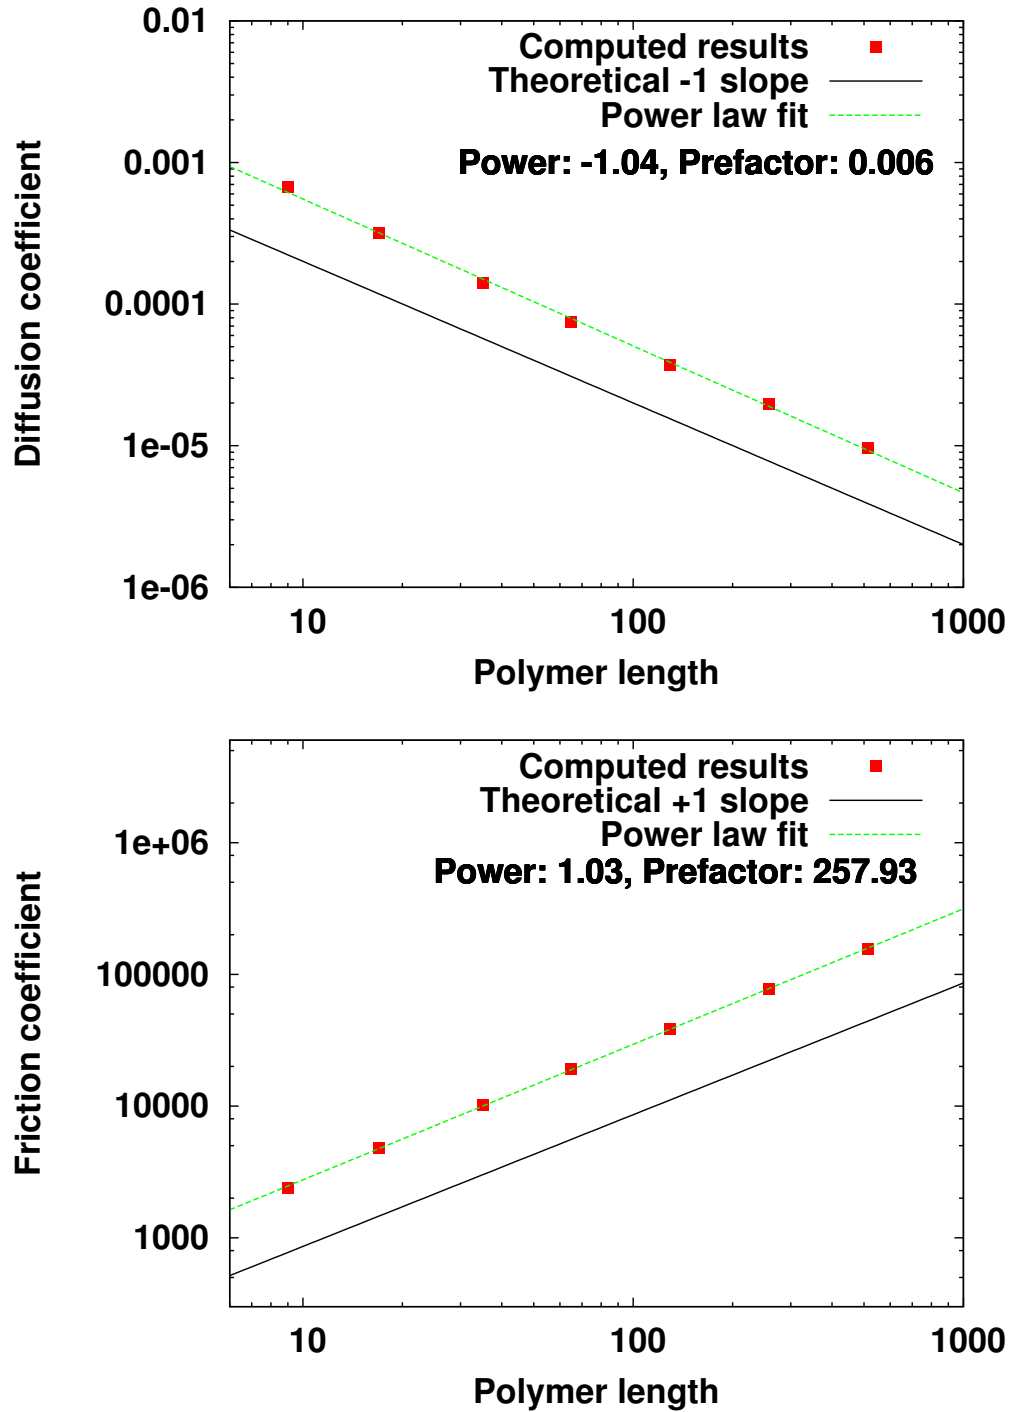 0.01
Computed results
Theoretical -1 slope
Power law fit
0.001
Power: -1.04, Prefactor: 0.006
Diffusion coefficient
0.0001
1e-05
1e-06
10 100 1000
Polymer length
Computed results
Theoretical +1 slope
Power law fit
1e+06
Power: 1.03, Prefactor: 257.93
Friction coefficient
100000
10000
1000
10 100 1000
Polymer length